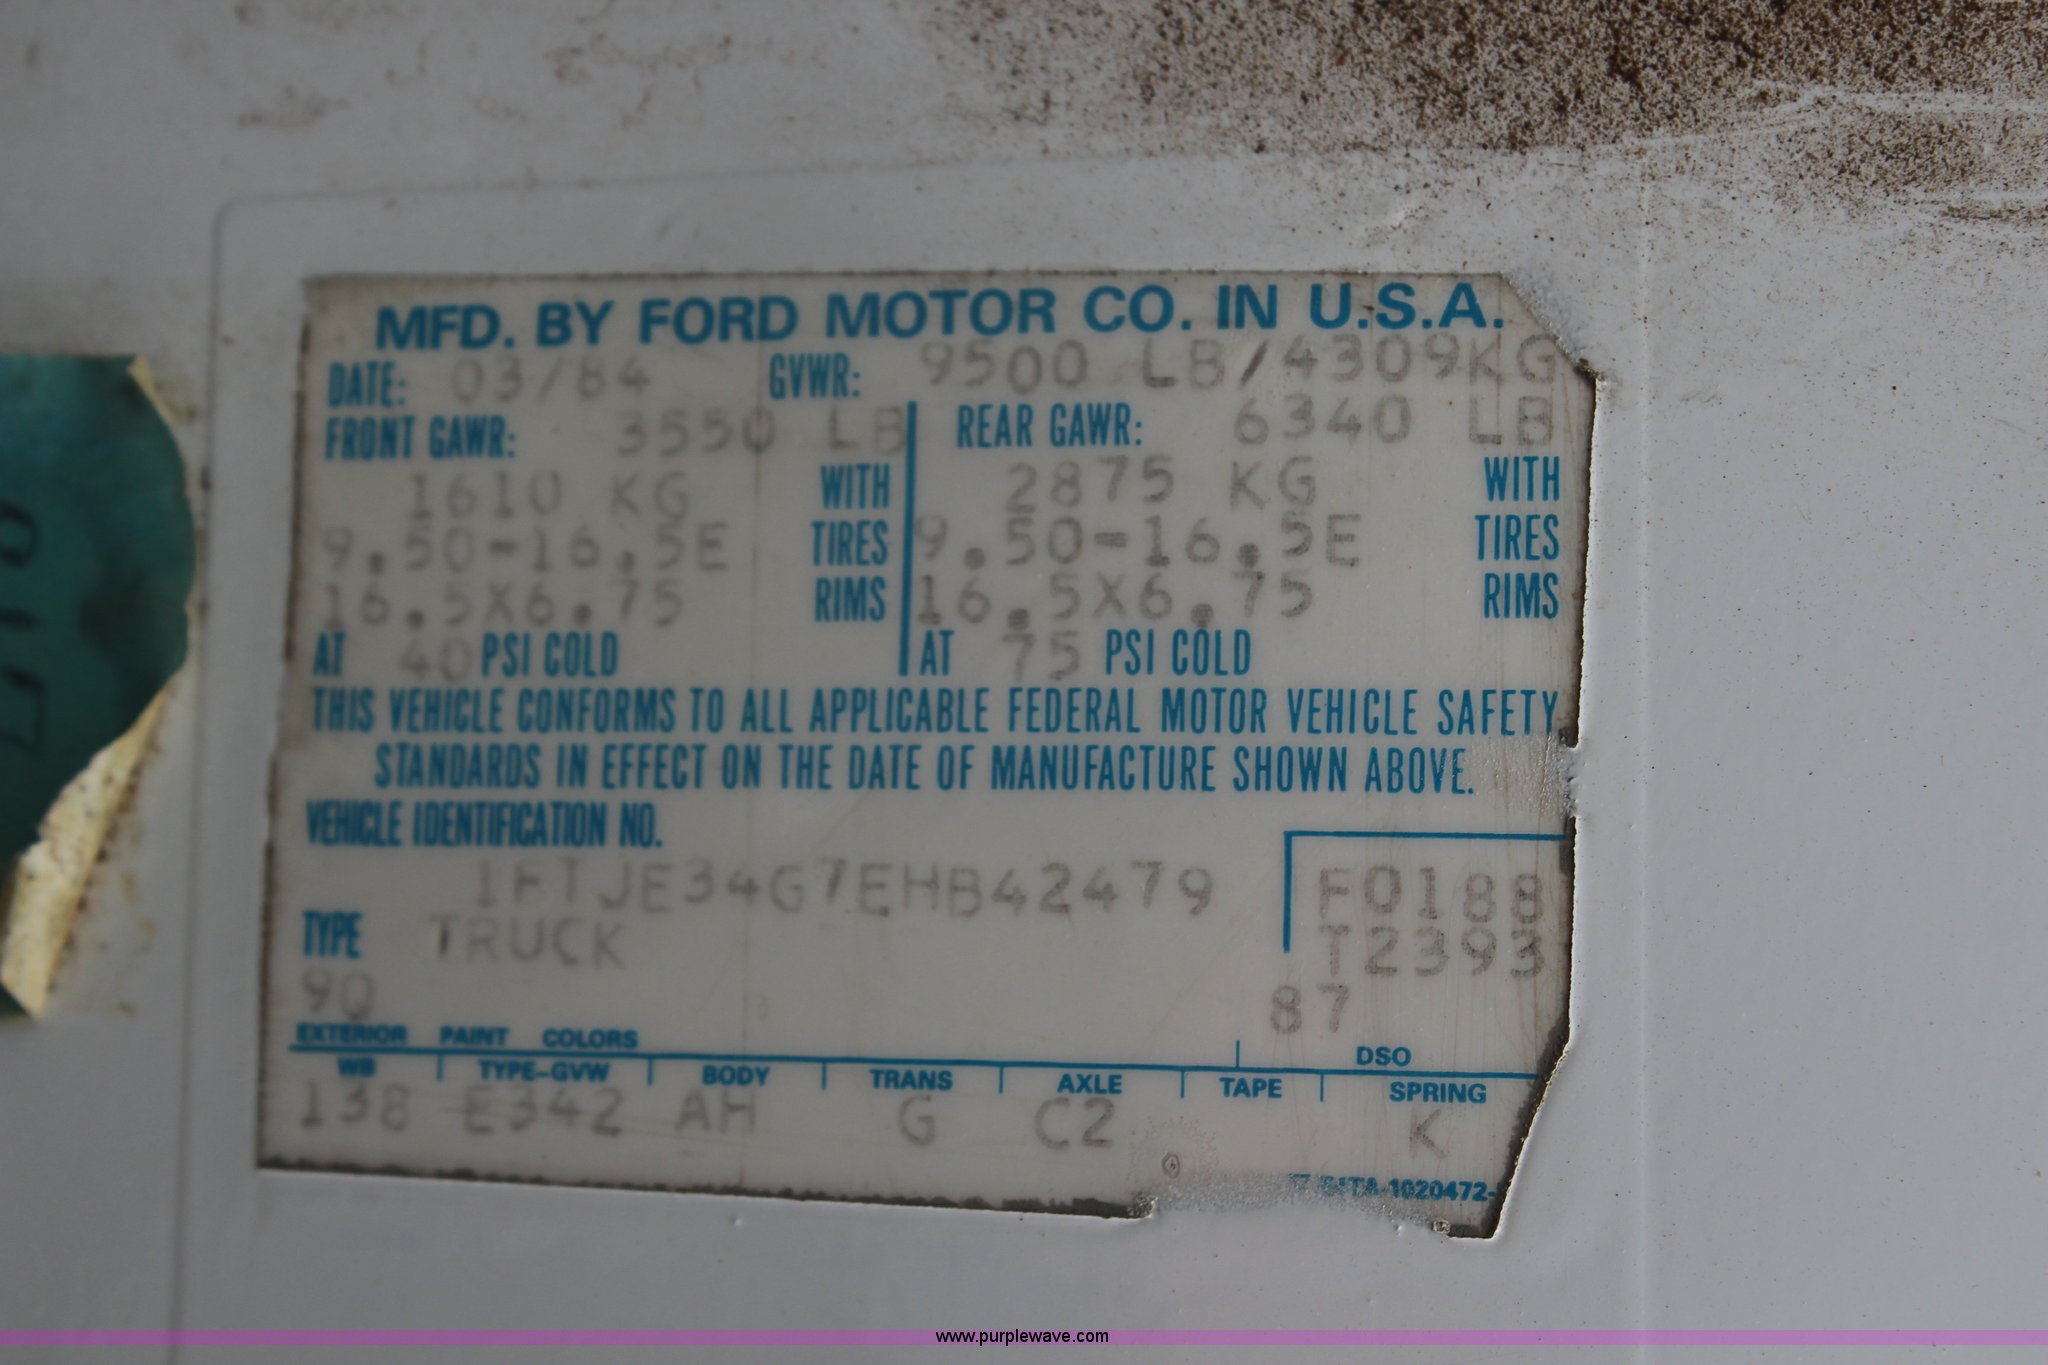 MFD. BY FORD MOTOR CO. IN U.S.A.
DATE: 03/84 GVWR: 9500 LB/4309KG
FRONT GAWR: 3550 LB REAR GAWR: 6340 LB
1610 KG WITH 2875 KG WITH
9.50-16.5E TIRES 9.50-16.5E TIRES
16.5X6.75 RIMS 16.5X6.75 RIMS
AT 40 PSI COLD AT 75 PSI COLD
THIS VEHICLE CONFORMS TO ALL APPLICABLE FEDERAL MOTOR VEHICLE SAFETY
STANDARDS IN EFFECT ON THE DATE OF MANUFACTURE SHOWN ABOVE.
VEHICLE IDENTIFICATION NO.
1FTJE34G7EHB42479 F0188
TYPE TRUCK T2393
9Q 87
EXTERIOR PAINT COLORS DSO
WB TYPE-GVW BODY TRANS AXLE TAPE SPRING
138 E342 AH G C2 K
www.purplewave.com